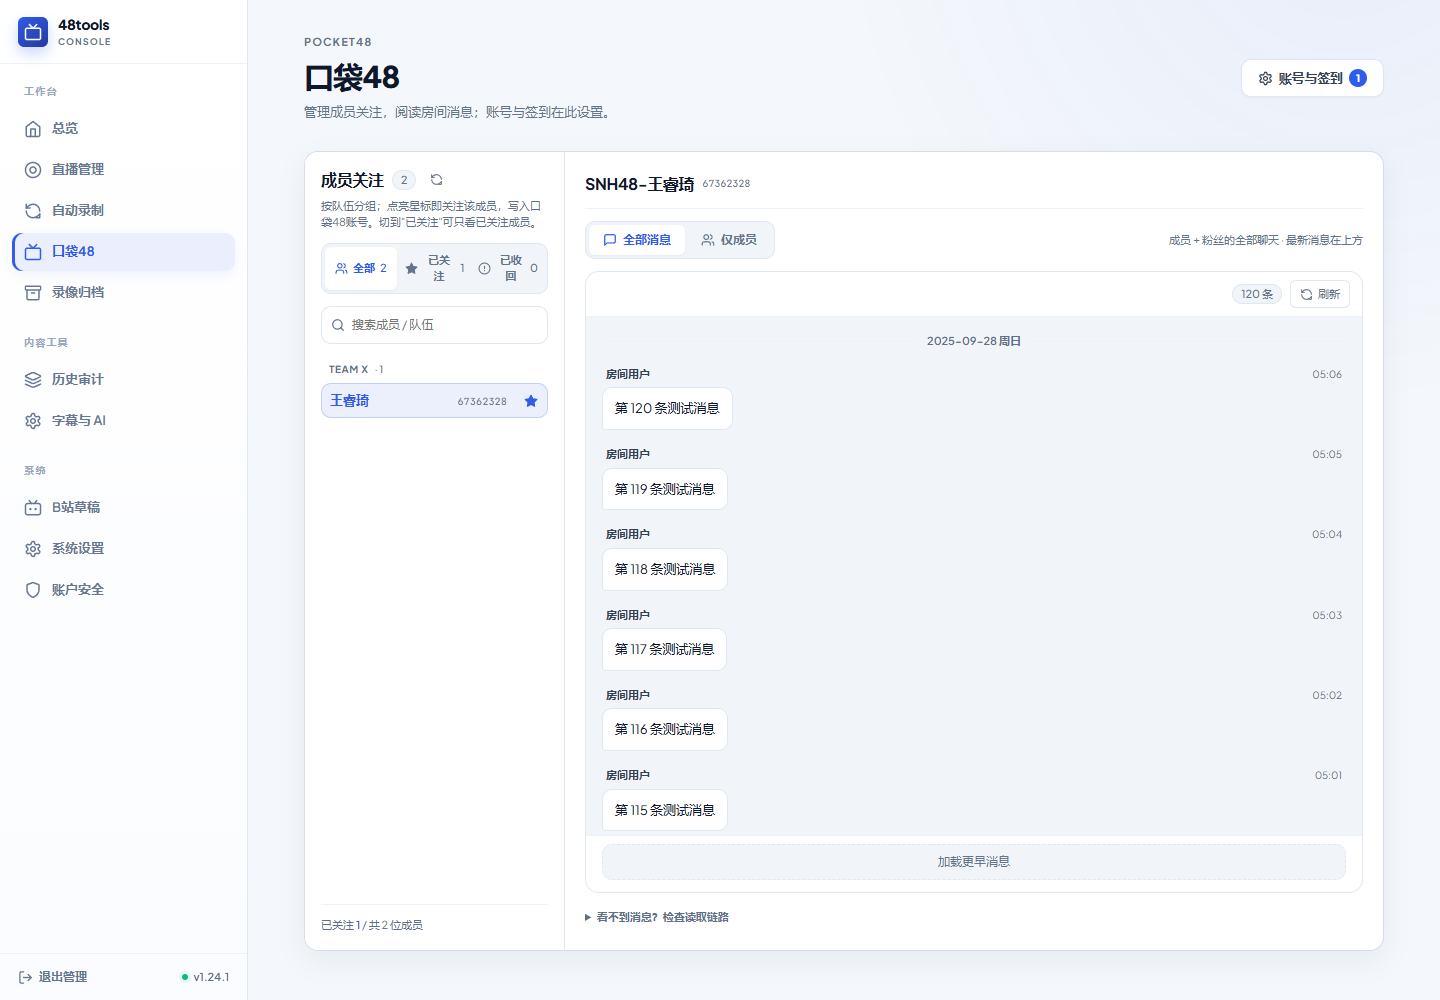 48tools
CONSOLE
工作台
总览
直播管理
自动录制
口袋48
录像归档
内容工具
历史审计
字幕与 AI
系统
B站草稿
系统设置
账户安全
退出管理
v1.24.1
POCKET48
口袋48
管理成员关注，阅读房间消息；账号与签到在此设置。
账号与签到 1
成员关注 2
按队伍分组；点亮星标即关注该成员，写入口
袋48账号。切到“已关注”可只看已关注成员。
全部 2
已关
注 1
已收
回 0
搜索成员 / 队伍
TEAM X · 1
王睿琦 67362328
已关注 1 / 共 2 位成员
SNH48-王睿琦 67362328
全部消息
仅成员
成员 + 粉丝的全部聊天 · 最新消息在上方
120 条
刷新
2025-09-28 周日
房间用户 05:06
第 120 条测试消息
房间用户 05:05
第 119 条测试消息
房间用户 05:04
第 118 条测试消息
房间用户 05:03
第 117 条测试消息
房间用户 05:02
第 116 条测试消息
房间用户 05:01
第 115 条测试消息
加载更早消息
看不到消息？检查读取链路